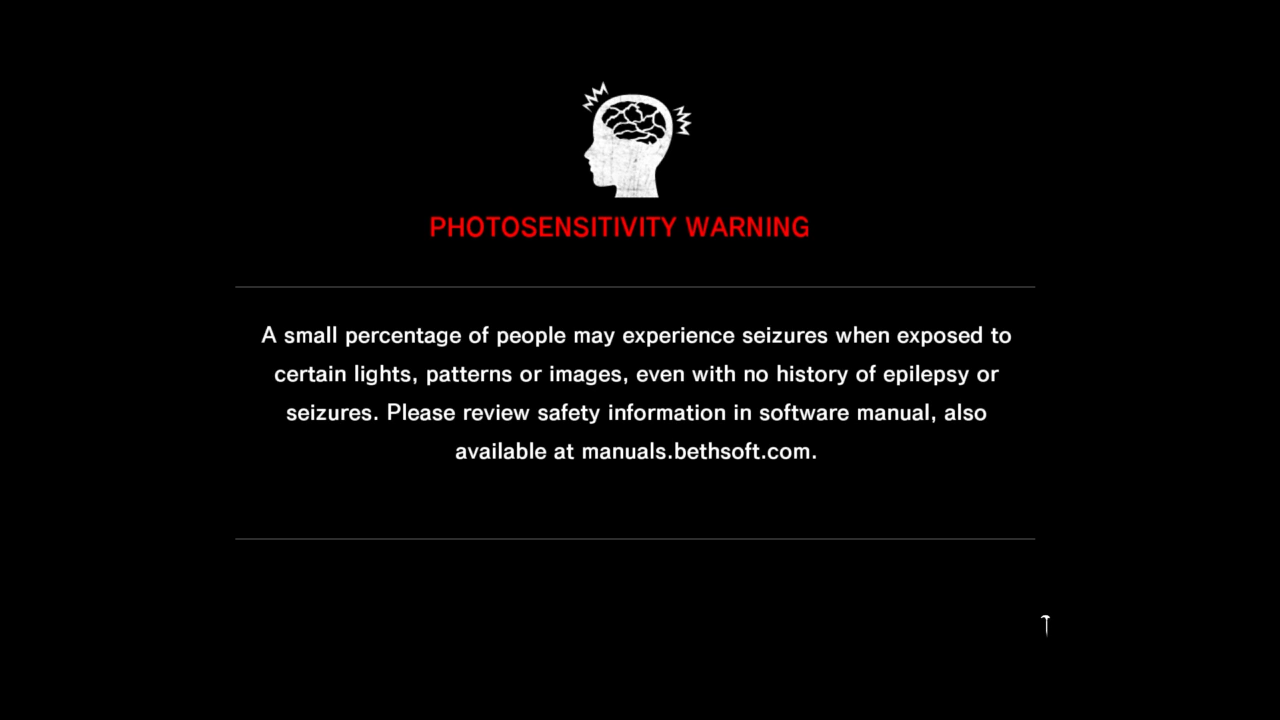 PHOTOSENSITIVITY WARNING
A small percentage of people may experience seizures when exposed to
certain lights, patterns or images, even with no history of epilepsy or
seizures. Please review safety information in software manual, also
available at manuals.bethsoft.com.